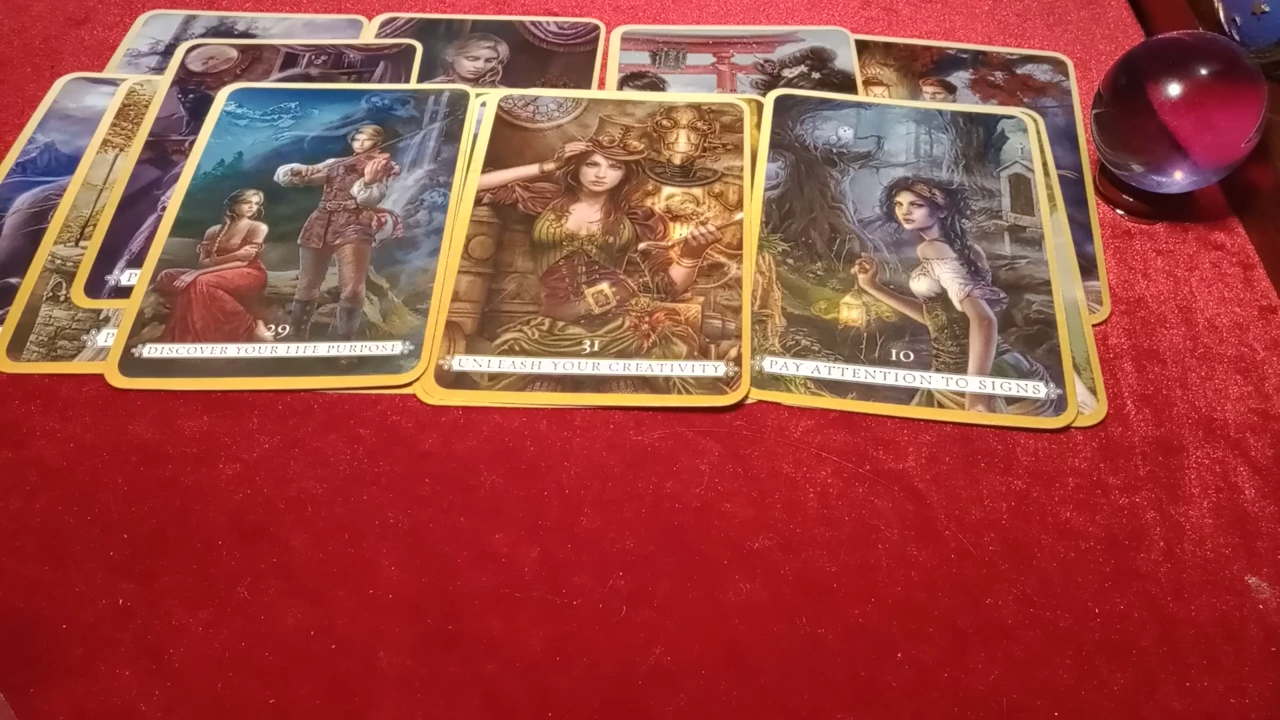 29
DISCOVER YOUR LIFE PURPOSE
31
UNLEASH YOUR CREATIVITY
10
PAY ATTENTION TO SIGNS
P
P